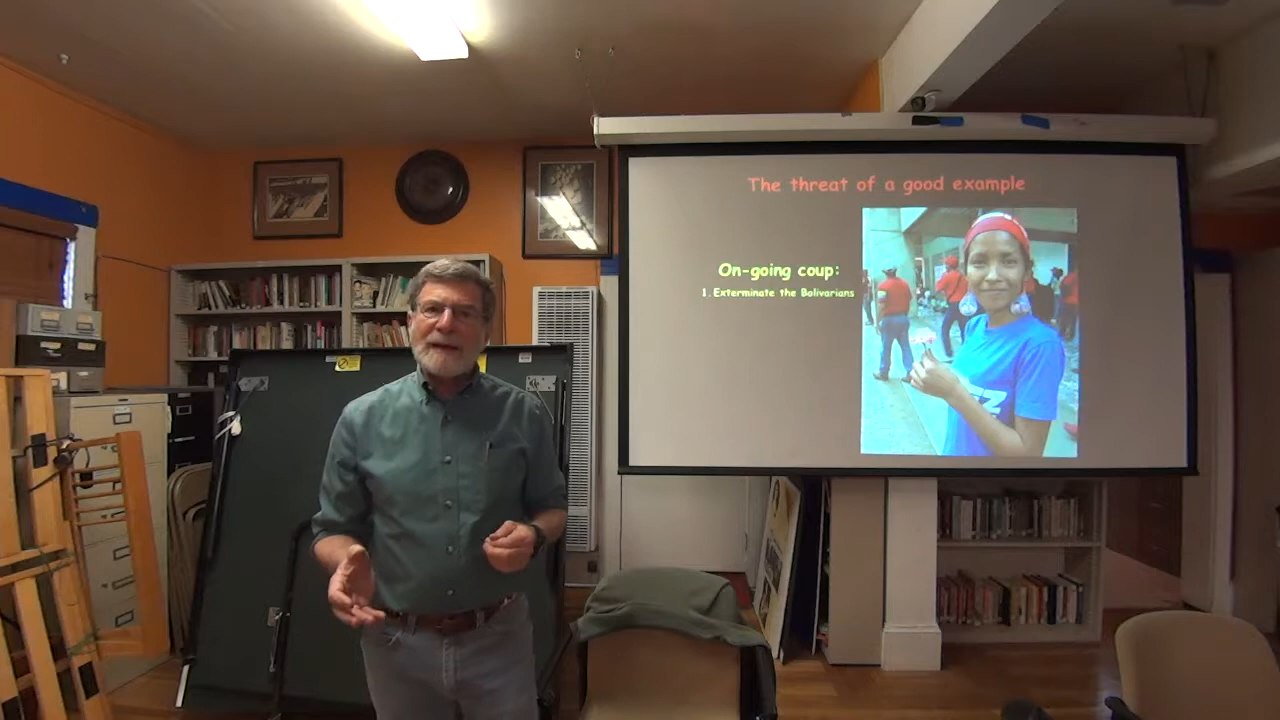 The threat of a good example
On-going coup:
1. Exterminate the Bolivarians